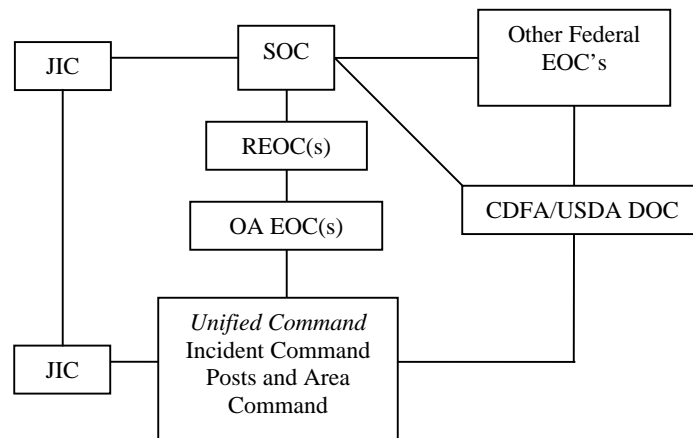 JIC
SOC
Other Federal
EOC's
REOC(s)
CDFA/USDA DOC
OA EOC(s)
Unified Command
Incident Command
Posts and Area
Command
JIC